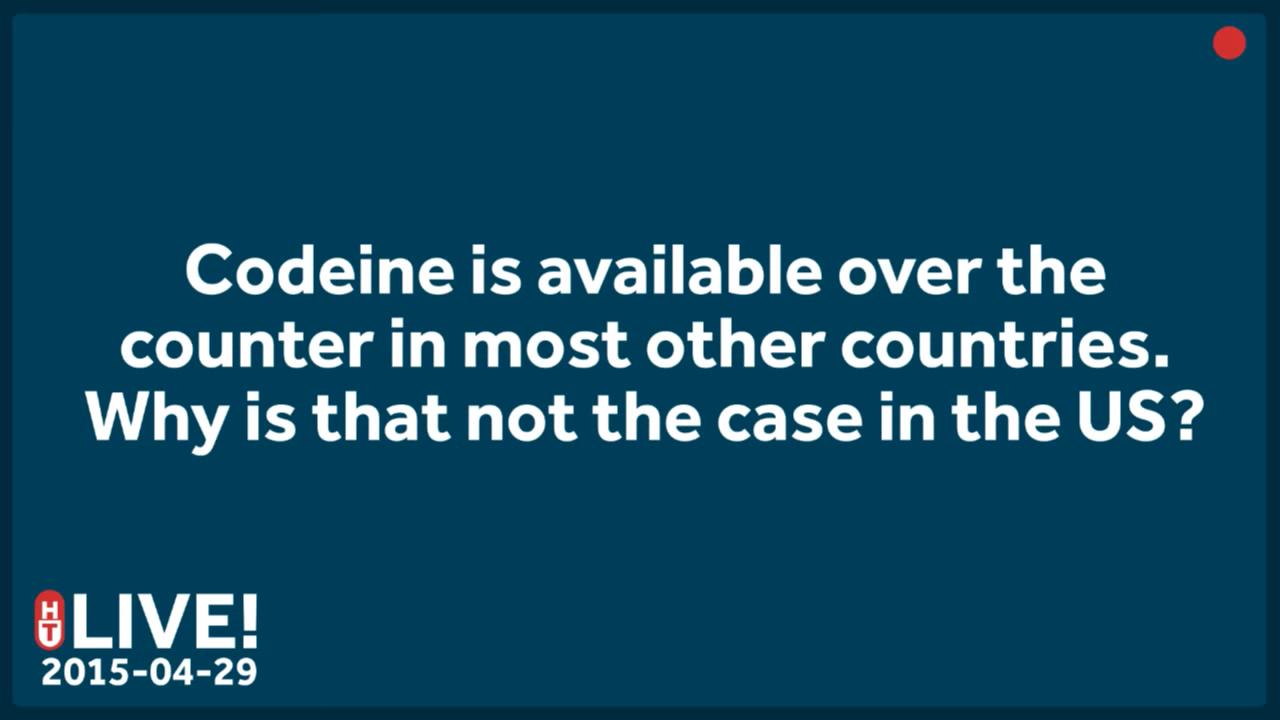 Codeine is available over the
counter in most other countries.
Why is that not the case in the US?
HT LIVE!
2015-04-29